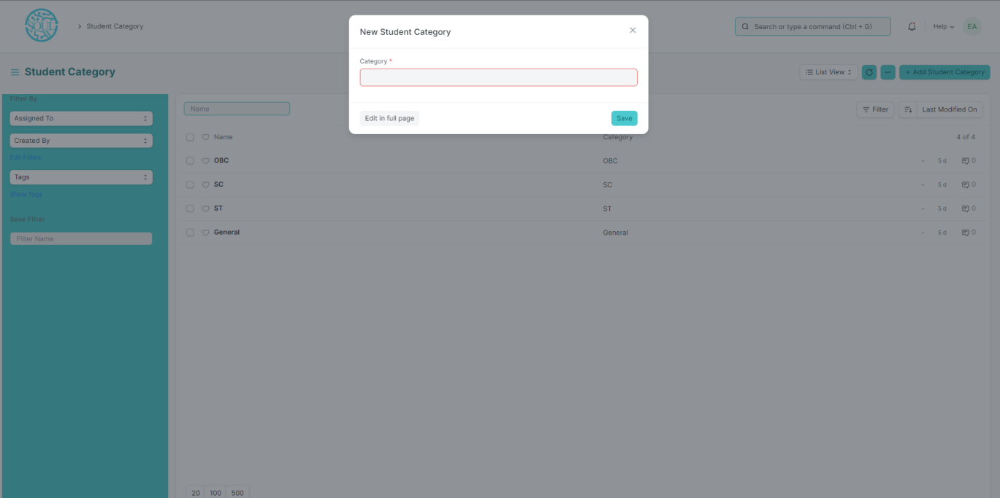 SOUL
Student Category
Search or type a command (Ctrl + G)
Help
EA
Student Category
List View
+ Add Student Category
New Student Category
Category *
Edit in full page
Save
Filter By
Assigned To
Created By
Edit Filters
Tags
Show Tags
Save Filter
Filter Name
Name
Filter
Last Modified On
Name Category 4 of 4
OBC OBC - 5 d 0
SC SC - 5 d 0
ST ST - 5 d 0
General General - 5 d 0
20 100 500